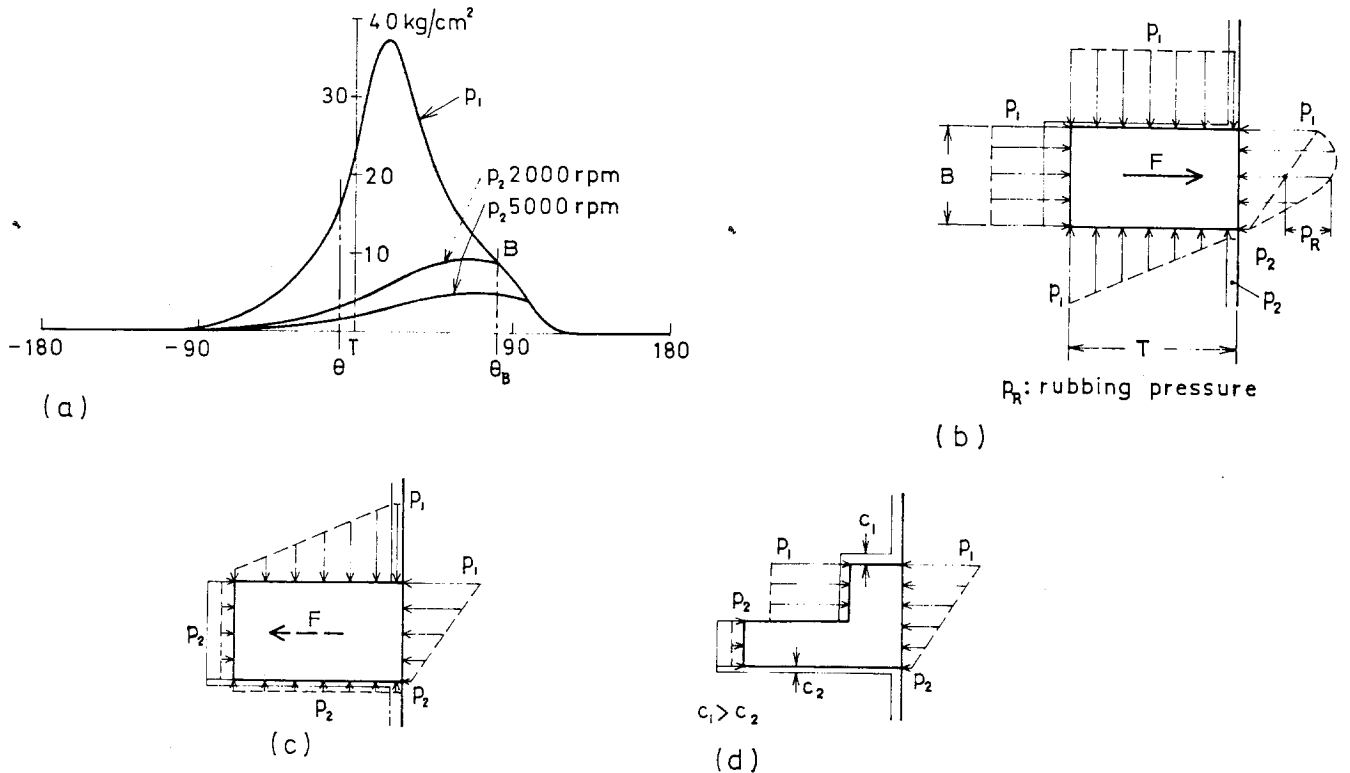 40 kg/cm²
30
20
10
p₁
p₂ 2000 rpm
p₂ 5000 rpm
B
-180
-90
θ
T
θ_B
90
180
(a)
p₁
p₁
B
F
p₁
p_R
p₂
p₂
p₁
T
p_R: rubbing pressure
(b)
p₁
p₁
p₂
F
p₂
p₂
(c)
c₁
p₁
p₁
p₂
c₂
p₂
c₁ > c₂
(d)